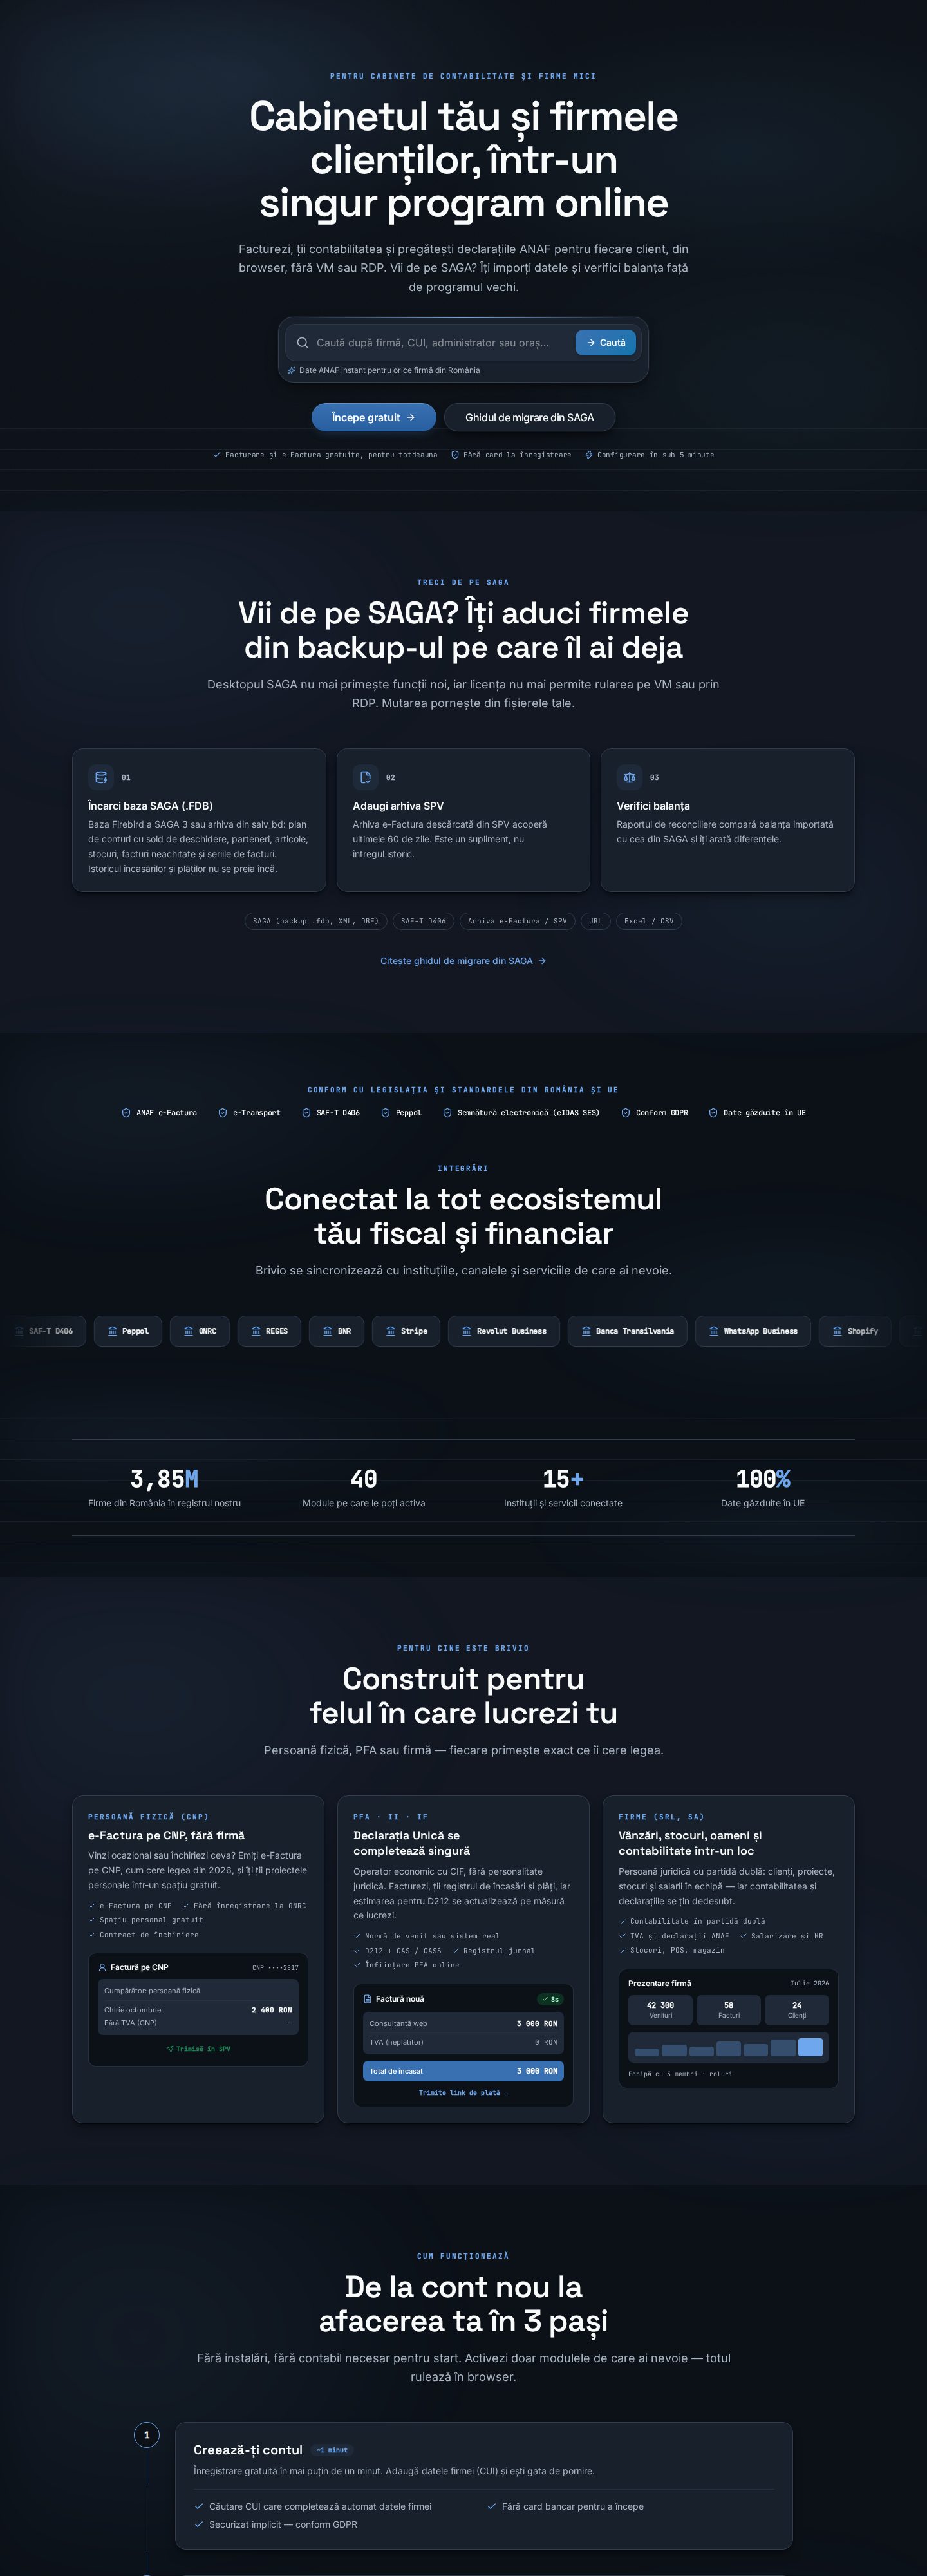 PENTRU CABINETE DE CONTABILITATE ȘI FIRME MICI
Cabinetul tău și firmele
clienților, într-un
singur program online
Facturezi, ții contabilitatea și pregătești declarațiile ANAF pentru fiecare client, din
browser, fără VM sau RDP. Vii de pe SAGA? Îți imporți datele și verifici balanța față
de programul vechi.
Caută după firmă, CUI, administrator sau oraș...
Caută
Date ANAF instant pentru orice firmă din România
Începe gratuit
Ghidul de migrare din SAGA
Facturare și e-Factura gratuite, pentru totdeauna
Fără card la înregistrare
Configurare în sub 5 minute
TRECI DE PE SAGA
Vii de pe SAGA? Îți aduci firmele
din backup-ul pe care îl ai deja
Desktopul SAGA nu mai primește funcții noi, iar licența nu mai permite rularea pe VM sau prin
RDP. Mutarea pornește din fișierele tale.
01
Încarci baza SAGA (.FDB)
Baza Firebird a SAGA 3 sau arhiva din salv_bd: plan
de conturi cu sold de deschidere, parteneri, articole,
stocuri, facturi neachitate și seriile de facturi.
Istoricul încasărilor și plăților nu se preia încă.
02
Adaugi arhiva SPV
Arhiva e-Factura descărcată din SPV acoperă
ultimele 60 de zile. Este un supliment, nu
întregul istoric.
03
Verifici balanța
Raportul de reconciliere compară balanța importată
cu cea din SAGA și îți arată diferențele.
SAGA (backup .fdb, XML, DBF)
SAF-T D406
Arhiva e-Factura / SPV
UBL
Excel / CSV
Citește ghidul de migrare din SAGA
CONFORM CU LEGISLAȚIA ȘI STANDARDELE DIN ROMÂNIA ȘI UE
ANAF e-Factura
e-Transport
SAF-T D406
Peppol
Semnătură electronică (eIDAS SES)
Conform GDPR
Date găzduite în UE
INTEGRĂRI
Conectat la tot ecosistemul
tău fiscal și financiar
Brivio se sincronizează cu instituțiile, canalele și serviciile de care ai nevoie.
SAF-T D406
Peppol
ONRC
REGES
BNR
Stripe
Revolut Business
Banca Transilvania
WhatsApp Business
Shopify
3,85M
Firme din România în registrul nostru
40
Module pe care le poți activa
15+
Instituții și servicii conectate
100%
Date găzduite în UE
PENTRU CINE ESTE BRIVIO
Construit pentru
felul în care lucrezi tu
Persoană fizică, PFA sau firmă — fiecare primește exact ce îi cere legea.
PERSOANĂ FIZICĂ (CNP)
e-Factura pe CNP, fără firmă
Vinzi ocazional sau închiriezi ceva? Emiți e-Factura
pe CNP, cum cere legea din 2026, și îți ții proiectele
personale într-un spațiu gratuit.
e-Factura pe CNP
Fără înregistrare la ONRC
Spațiu personal gratuit
Contract de închiriere
Factură pe CNP
CNP ····2817
Cumpărător: persoană fizică
Chirie octombrie
2 400 RON
Fără TVA (CNP)
—
Trimisă în SPV
PFA · II · IF
Declarația Unică se
completează singură
Operator economic cu CIF, fără personalitate
juridică. Facturezi, ții registrul de încasări și plăți, iar
estimarea pentru D212 se actualizează pe măsură
ce lucrezi.
Normă de venit sau sistem real
D212 + CAS / CASS
Registrul jurnal
Înființare PFA online
Factură nouă
8s
Consultanță web
3 000 RON
TVA (neplătitor)
0 RON
Total de încasat
3 000 RON
Trimite link de plată →
FIRME (SRL, SA)
Vânzări, stocuri, oameni și
contabilitate într-un loc
Persoană juridică cu partidă dublă: clienți, proiecte,
stocuri și salarii în echipă — iar contabilitatea și
declarațiile se țin dedesubt.
Contabilitate în partidă dublă
TVA și declarații ANAF
Salarizare și HR
Stocuri, POS, magazin
Prezentare firmă
Iulie 2026
42 300
Venituri
58
Facturi
24
Clienți
Echipă cu 3 membri · roluri
CUM FUNCȚIONEAZĂ
De la cont nou la
afacerea ta în 3 pași
Fără instalări, fără contabil necesar pentru start. Activezi doar modulele de care ai nevoie — totul
rulează în browser.
1
Creează-ți contul
~1 minut
Înregistrare gratuită în mai puțin de un minut. Adaugă datele firmei (CUI) și ești gata de pornire.
Căutare CUI care completează automat datele firmei
Fără card bancar pentru a începe
Securizat implicit — conform GDPR